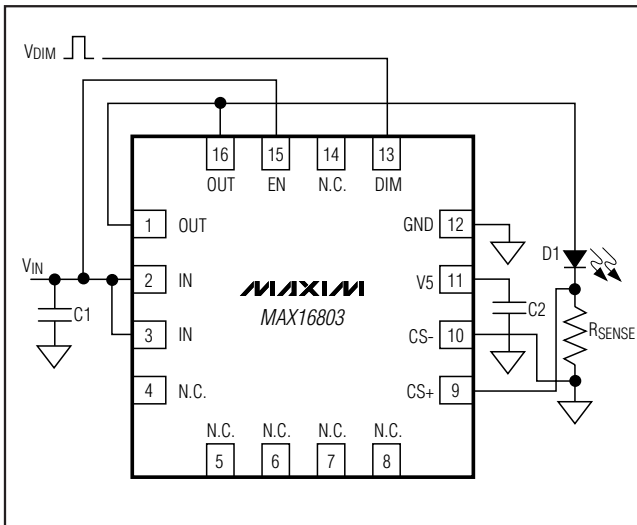 VDIM
16 15 14 13
OUT EN N.C. DIM
1 OUT
GND 12
D1
VIN
2 IN
V5 11
MAXIM
C1
MAX16803
C2
3 IN
CS- 10
RSENSE
4 N.C.
CS+ 9
N.C. N.C. N.C. N.C.
5 6 7 8